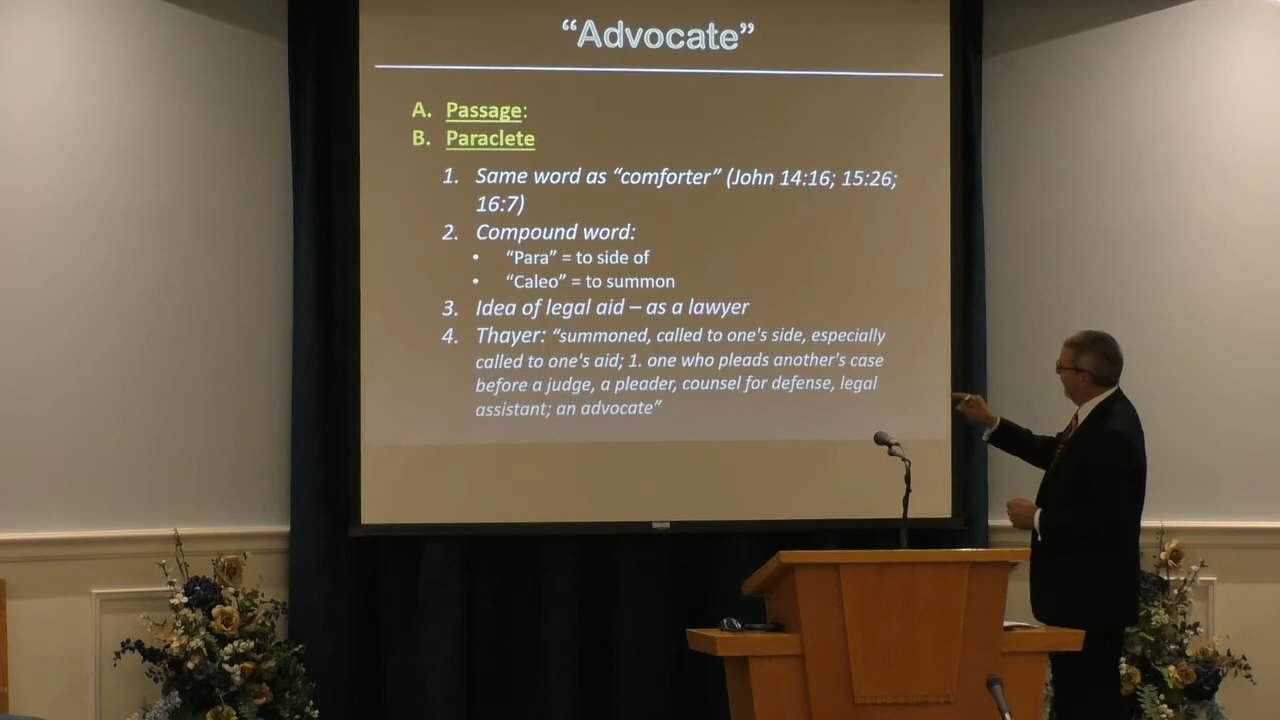 “Advocate”
A. Passage:
B. Paraclete
1. Same word as “comforter” (John 14:16; 15:26;
16:7)
2. Compound word:
• “Para” = to side of
• “Caleo” = to summon
3. Idea of legal aid – as a lawyer
4. Thayer: “summoned, called to one's side, especially
called to one's aid; 1. one who pleads another's case
before a judge, a pleader, counsel for defense, legal
assistant; an advocate”